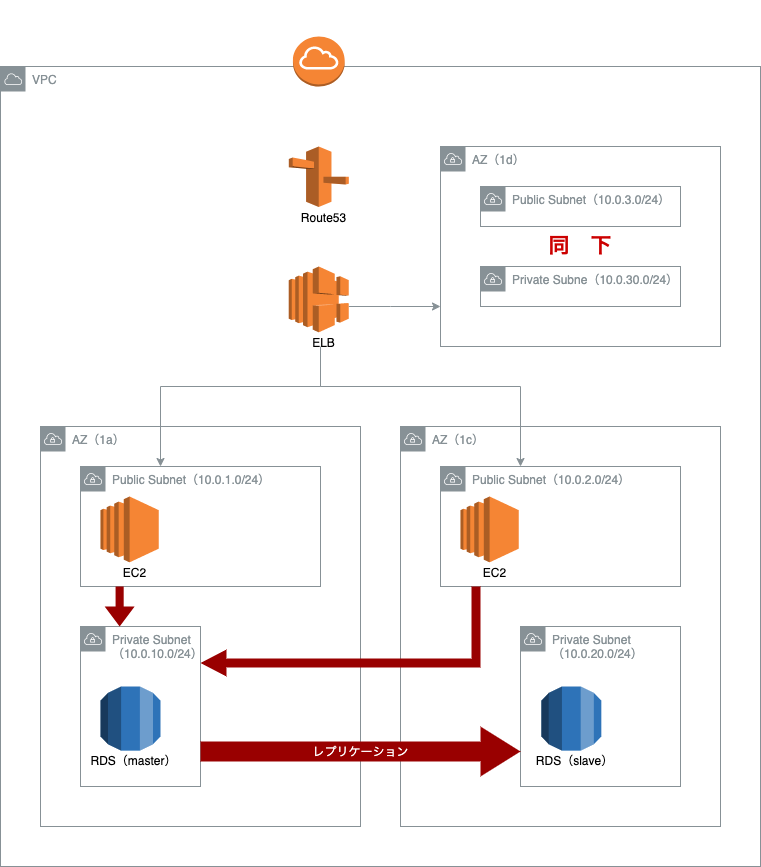 VPC
Route53
AZ（1d）
Public Subnet（10.0.3.0/24）
同　下
Private Subne（10.0.30.0/24）
ELB
AZ（1a）
Public Subnet（10.0.1.0/24）
EC2
AZ（1c）
Public Subnet（10.0.2.0/24）
EC2
Private Subnet
（10.0.10.0/24）
RDS（master）
レプリケーション
Private Subnet
（10.0.20.0/24）
RDS（slave）